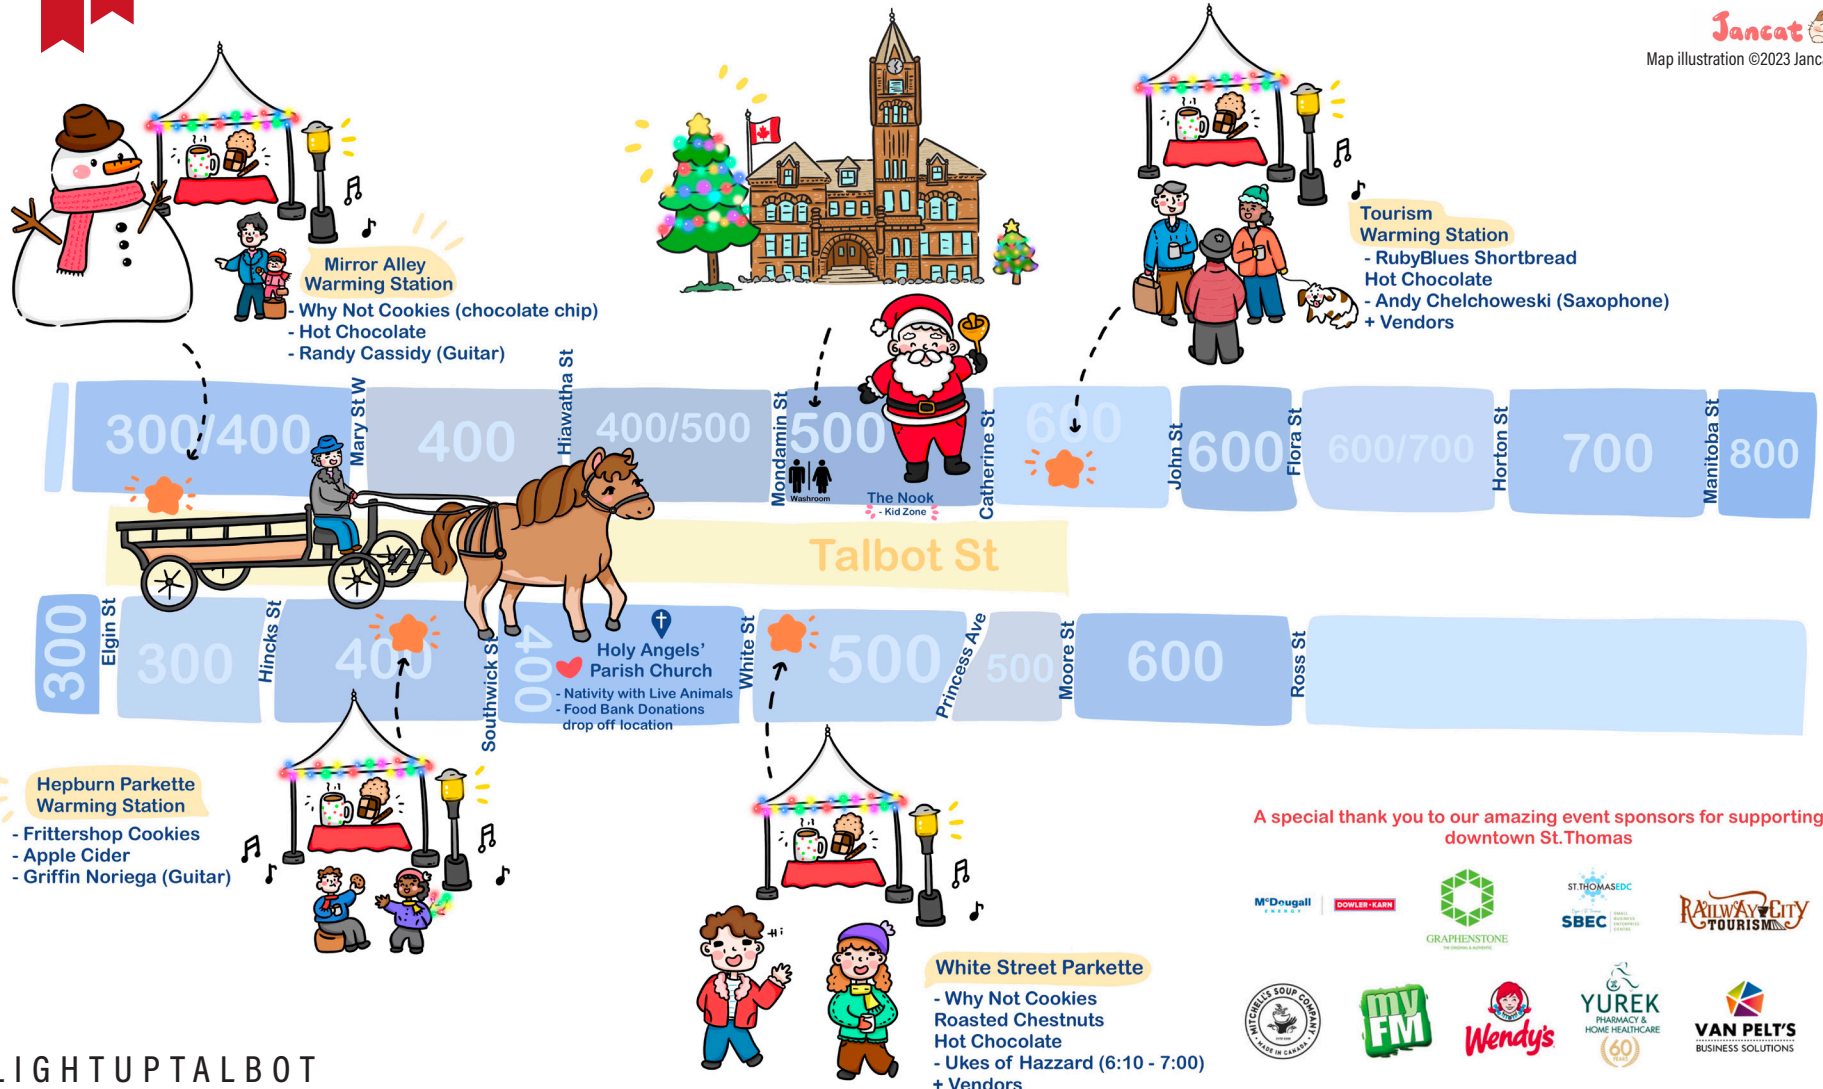 Jancat
Map illustration ©2023 Janc
Mirror Alley
Warming Station
- Why Not Cookies (chocolate chip)
- Hot Chocolate
- Randy Cassidy (Guitar)
Tourism
Warming Station
- RubyBlues Shortbread
Hot Chocolate
- Andy Chelchoweski (Saxophone)
+ Vendors
300/400
Mary St W
400
Hiawatha St
400/500
Mondamin St
500
Washroom
The Nook
- Kid Zone
Catherine St
600
John St
600
Flora St
600/700
Horton St
700
Manitoba St
800
Talbot St
300
Elgin St
300
Hincks St
400
Southwick St
400
Holy Angels'
Parish Church
- Nativity with Live Animals
- Food Bank Donations
drop off location
White St
500
Princess Ave
500
Moore St
600
Ross St
Hepburn Parkette
Warming Station
- Frittershop Cookies
- Apple Cider
- Griffin Noriega (Guitar)
Hi
White Street Parkette
- Why Not Cookies
Roasted Chestnuts
Hot Chocolate
- Ukes of Hazzard (6:10 - 7:00)
+ Vendors
A special thank you to our amazing event sponsors for supporting
downtown St.Thomas
McDougall
ENERGY
DOWLER-KARN
GRAPHENSTONE
ST.THOMASEDC
SBEC
SMALL
BUSINESS
ENTERPRISE
CENTRE
RAILWAY CITY
TOURISM
MITCHELL'S SOUP COMPANY
MADE IN CANADA
my
FM
Wendy's
YUREK
PHARMACY &
HOME HEALTHCARE
60
YEARS
VAN PELT'S
BUSINESS SOLUTIONS
LIGHTUPTALBOT